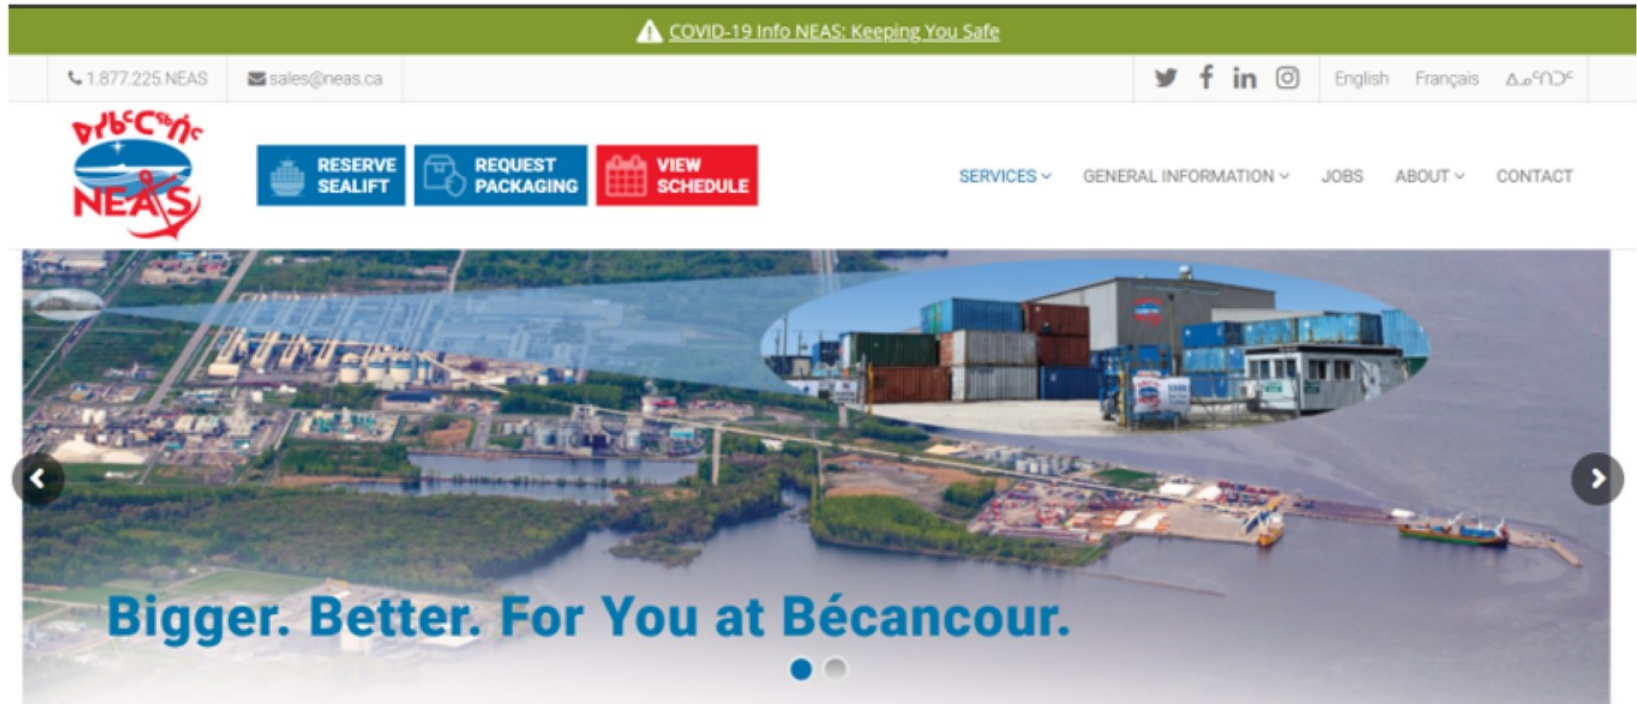 COVID-19 Info NEAS: Keeping You Safe
1.877.225.NEAS
sales@neas.ca
English
Français
ᐃᓄᒃᑎᑐᑦ
NEAS
RESERVE
SEALIFT
REQUEST
PACKAGING
VIEW
SCHEDULE
SERVICES
GENERAL INFORMATION
JOBS
ABOUT
CONTACT
Bigger. Better. For You at Bécancour.